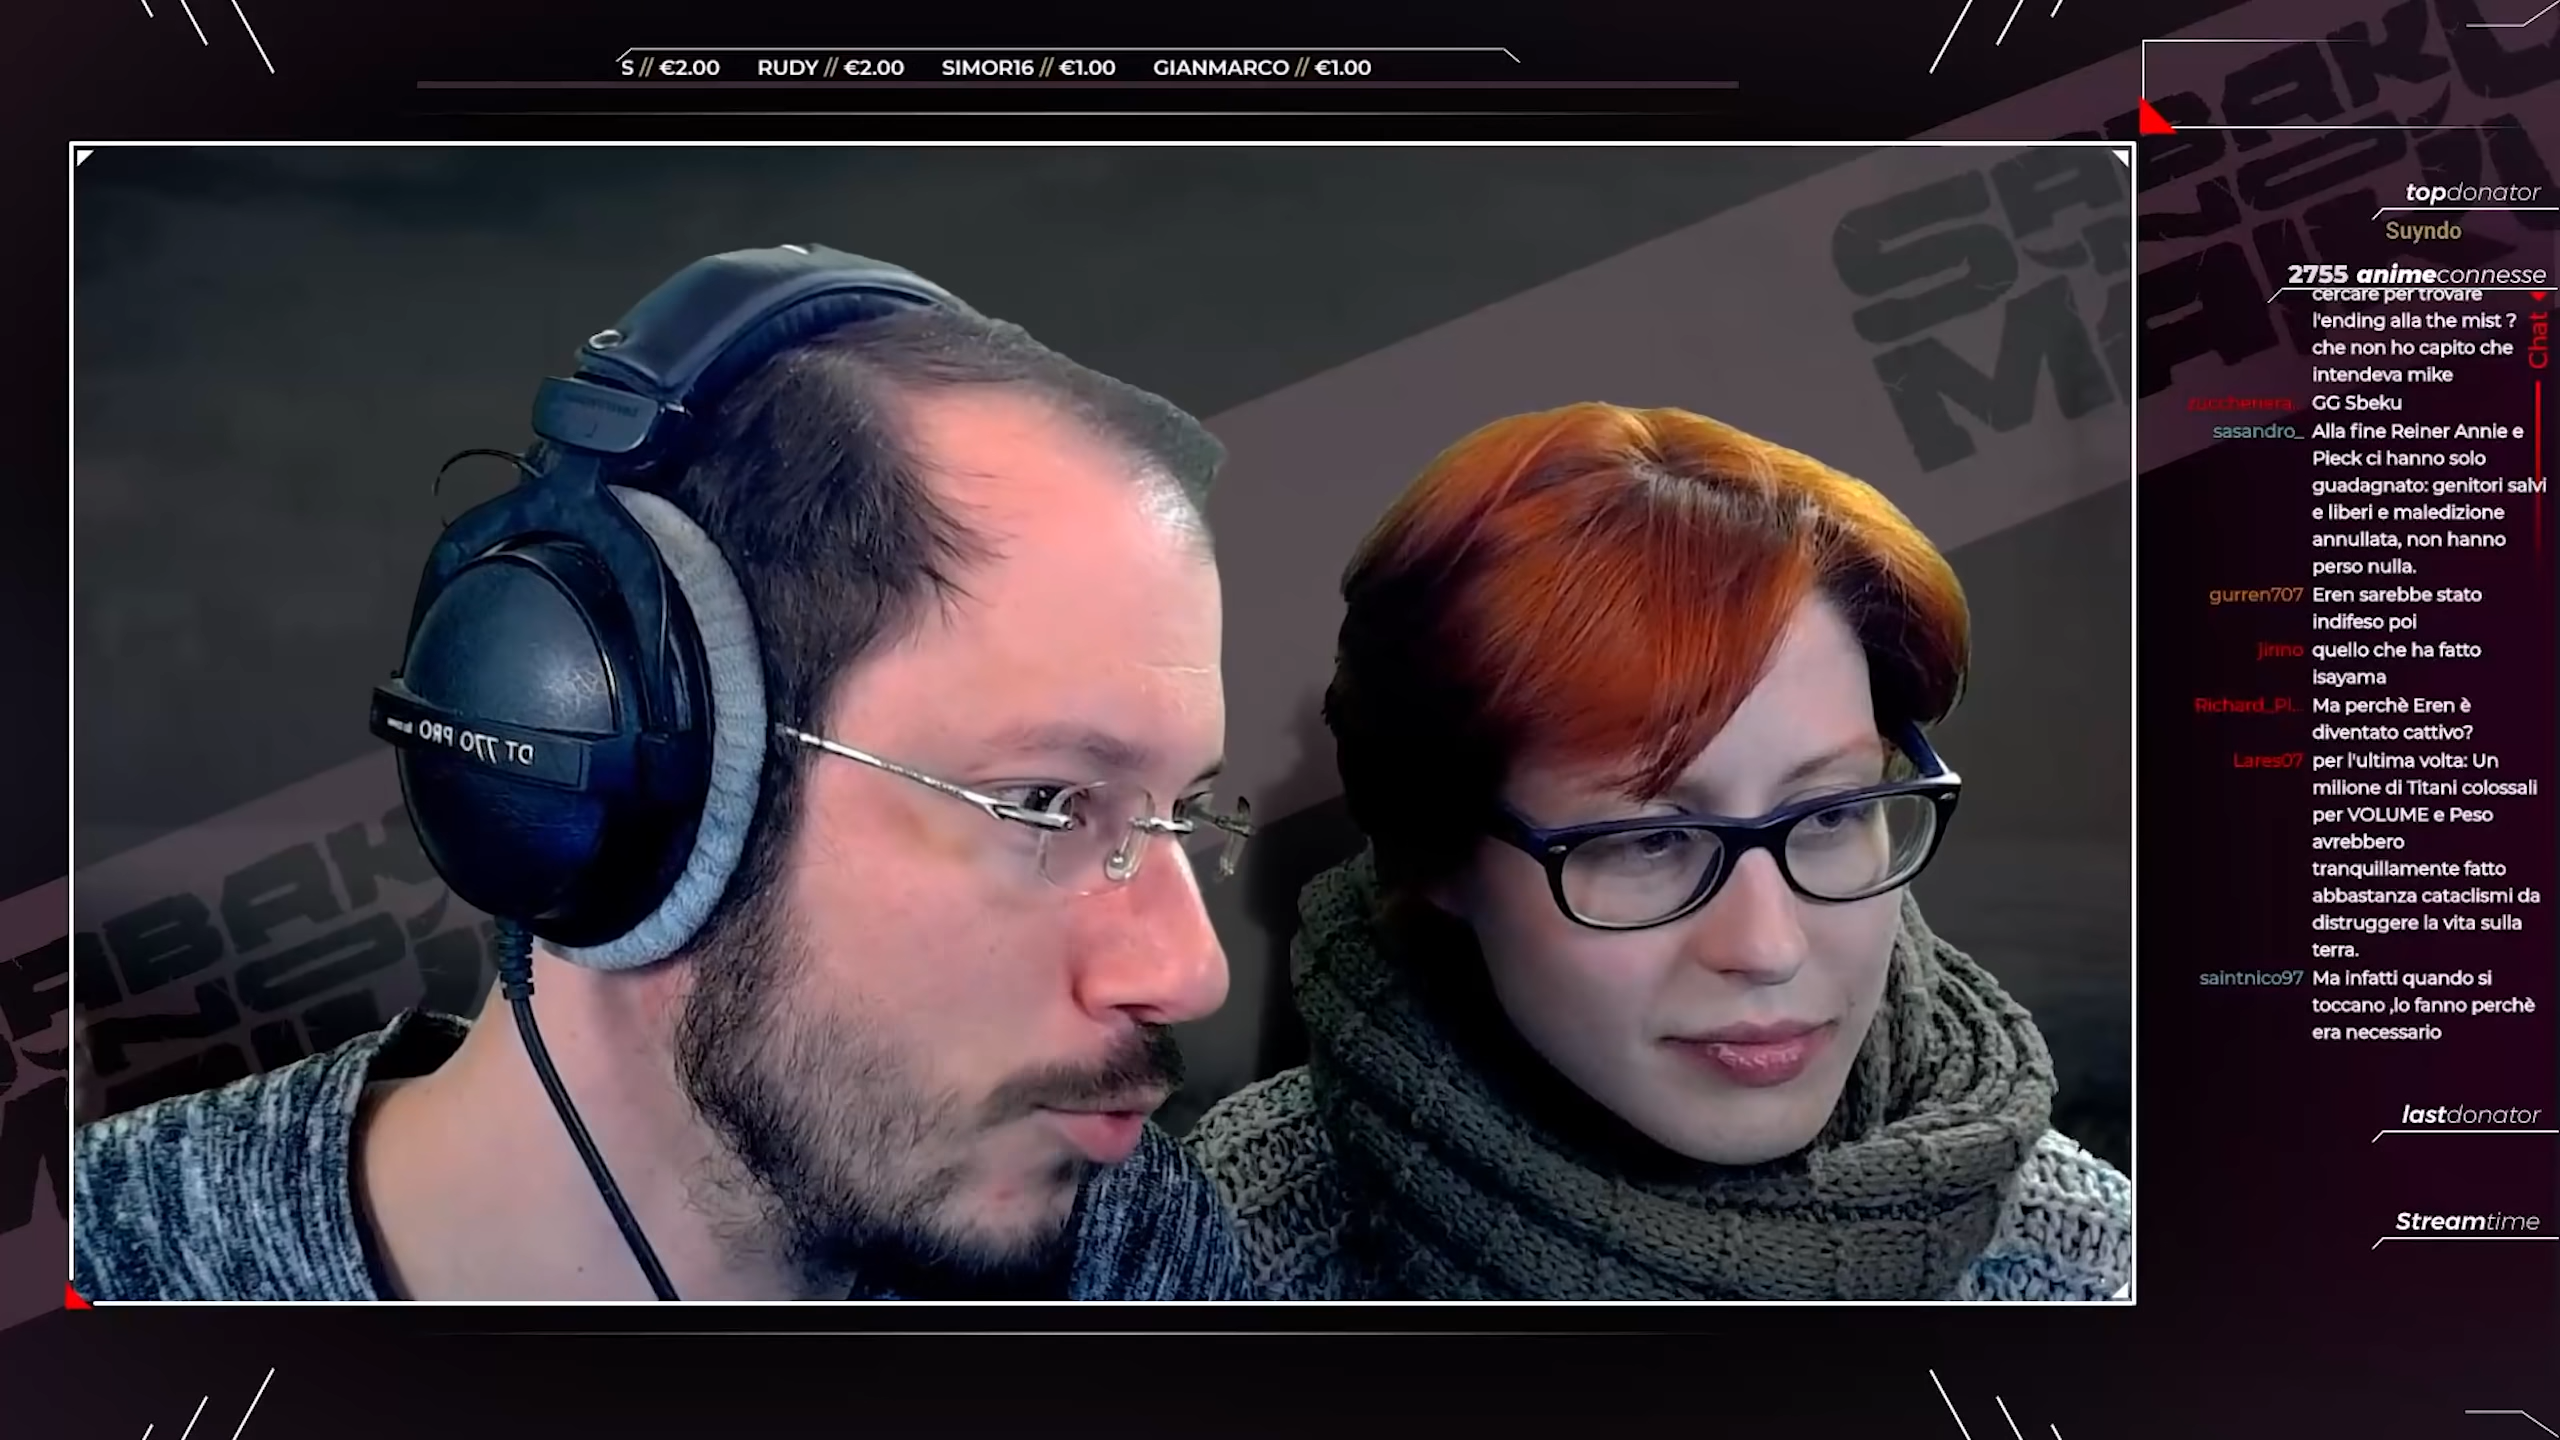 S // €2.00 RUDY // €2.00 SIMOR16 // €1.00 GIANMARCO // €1.00
topdonator
Suyndo
2755 animeconnesse
Chat
cercare per trovare
l'ending alla the mist ?
che non ho capito che
intendeva mike
GG Sbeku
sasandro_ Alla fine Reiner Annie e
Pieck ci hanno solo
guadagnato: genitori salvi
e liberi e maledizione
annullata, non hanno
perso nulla.
gurren707 Eren sarebbe stato
indifeso poi
Jirino quello che ha fatto
isayama
Richard_Pl... Ma perchè Eren è
diventato cattivo?
Lares07 per l'ultima volta: Un
milione di Titani colossali
per VOLUME e Peso
avrebbero
tranquillamente fatto
abbastanza cataclismi da
distruggere la vita sulla
terra.
saintnico97 Ma infatti quando si
toccano ,lo fanno perchè
era necessario
lastdonator
Streamtime
DT 770 PRO